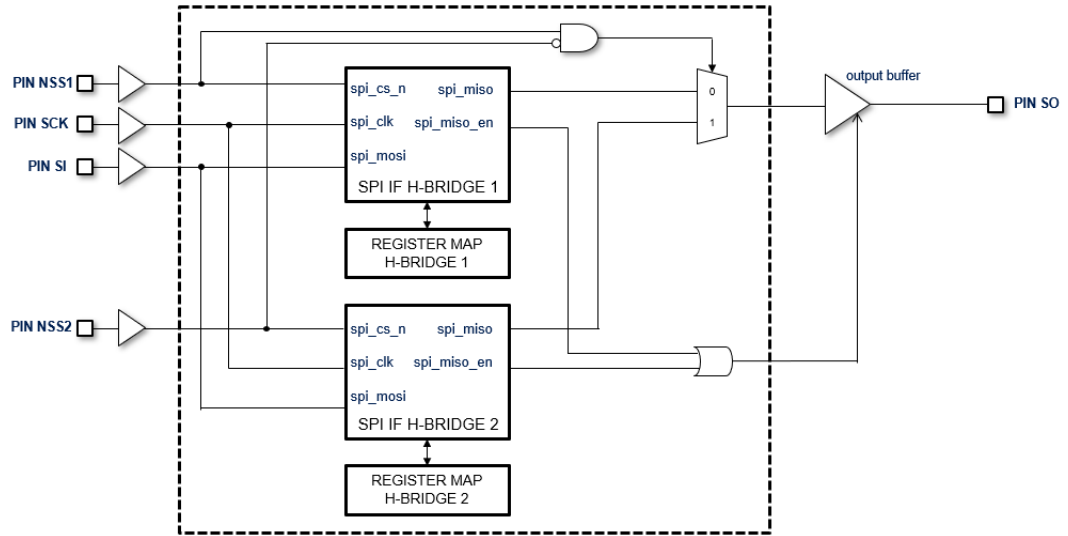 output buffer
PIN NSS1
PIN SCK
PIN SI
PIN SO
spi_cs_n
spi_miso
spi_clk
spi_miso_en
spi_mosi
SPI IF H-BRIDGE 1
0
1
REGISTER MAP
H-BRIDGE 1
PIN NSS2
spi_cs_n
spi_miso
spi_clk
spi_miso_en
spi_mosi
SPI IF H-BRIDGE 2
REGISTER MAP
H-BRIDGE 2